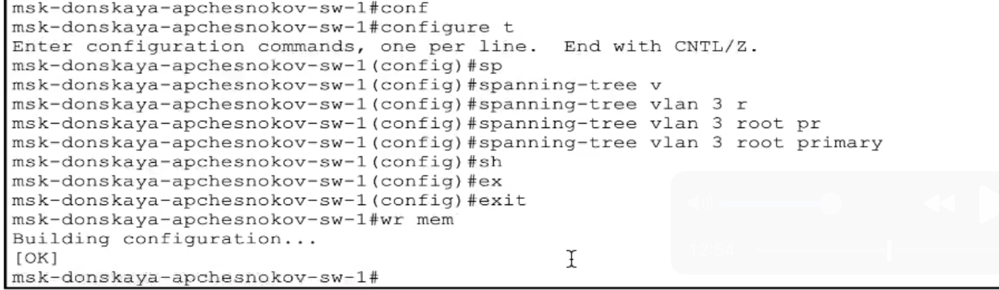 msk-donskaya-apchesnokov-sw-1#conf
msk-donskaya-apchesnokov-sw-1#configure t
Enter configuration commands, one per line.  End with CNTL/Z.
msk-donskaya-apchesnokov-sw-1(config)#sp
msk-donskaya-apchesnokov-sw-1(config)#spanning-tree v
msk-donskaya-apchesnokov-sw-1(config)#spanning-tree vlan 3 r
msk-donskaya-apchesnokov-sw-1(config)#spanning-tree vlan 3 root pr
msk-donskaya-apchesnokov-sw-1(config)#spanning-tree vlan 3 root primary
msk-donskaya-apchesnokov-sw-1(config)#sh
msk-donskaya-apchesnokov-sw-1(config)#ex
msk-donskaya-apchesnokov-sw-1(config)#exit
msk-donskaya-apchesnokov-sw-1#wr mem
Building configuration...
[OK]
12:54
msk-donskaya-apchesnokov-sw-1#